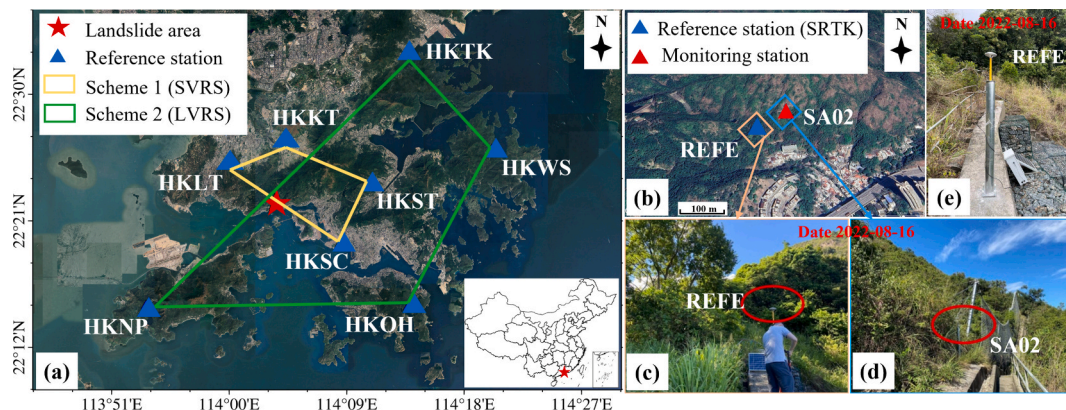 Landslide area
Reference station
Scheme 1 (SVRS)
Scheme 2 (LVRS)
N
HKTK
HKKT
HKWS
HKLT
HKST
HKSC
HKNP
HKOH
(a)
22°30'N
22°21'N
22°12'N
113°51'E
114°00'E
114°09'E
114°18'E
114°27'E
Reference station (SRTK)
Monitoring station
N
SA02
REFE
(b)
100 m
Date 2022-08-16
REFE
(e)
Date 2022-08-16
REFE
(c)
SA02
(d)